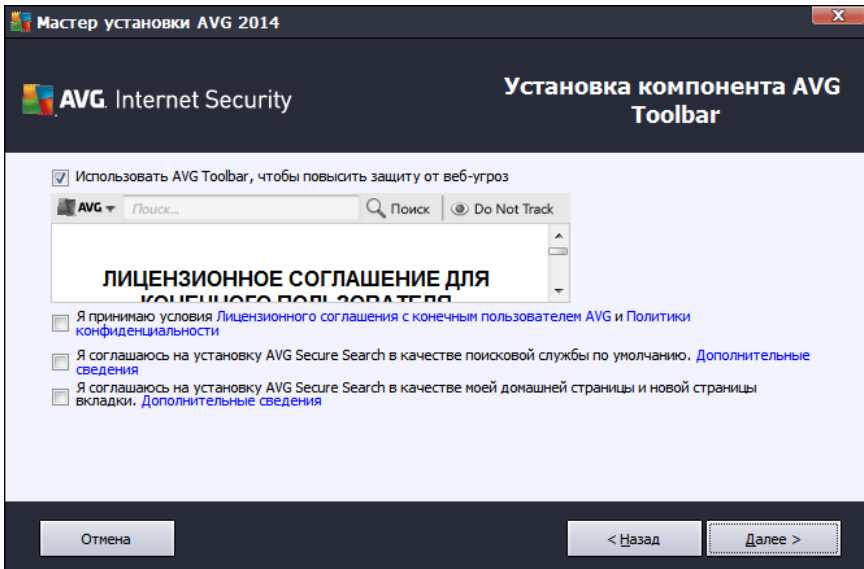 Мастер установки AVG 2014
X
AVG. Internet Security
Установка компонента AVG
Toolbar
Использовать AVG Toolbar, чтобы повысить защиту от веб-угроз
AVG Поиск... Поиск Do Not Track
ЛИЦЕНЗИОННОЕ СОГЛАШЕНИЕ ДЛЯ
КОНЕЧНОГО ПОЛЬЗОВАТЕЛЯ
Я принимаю условия Лицензионного соглашения с конечным пользователем AVG и Политики
конфиденциальности
Я соглашаюсь на установку AVG Secure Search в качестве поисковой службы по умолчанию. Дополнительные
сведения
Я соглашаюсь на установку AVG Secure Search в качестве моей домашней страницы и новой страницы
вкладки. Дополнительные сведения
Отмена
< Назад
Далее >